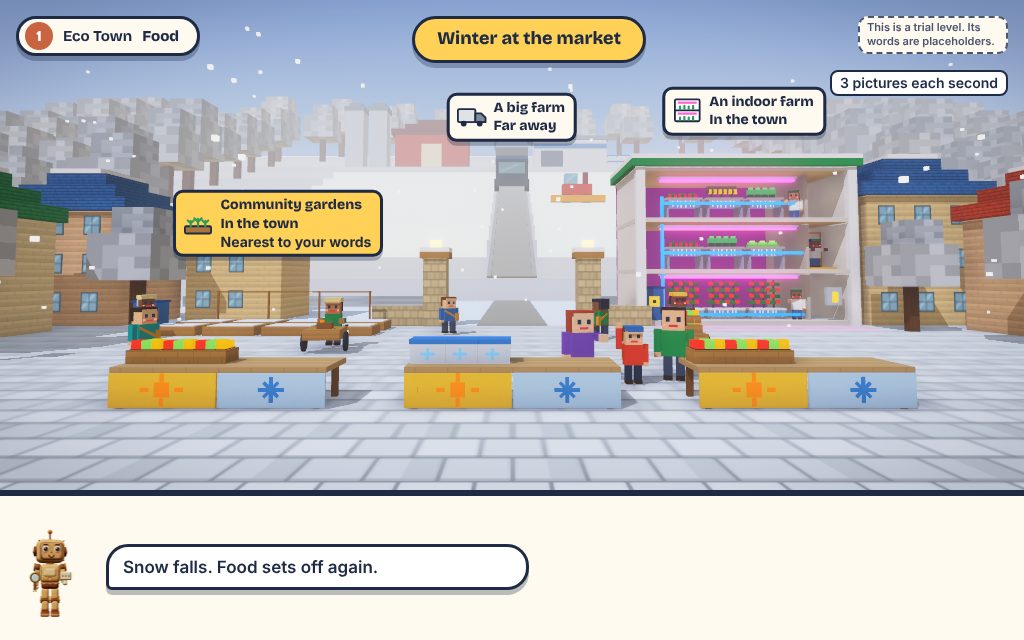 1 Eco Town Food
Winter at the market
This is a trial level. Its
words are placeholders.
3 pictures each second
A big farm
Far away
An indoor farm
In the town
Community gardens
In the town
Nearest to your words
Snow falls. Food sets off again.